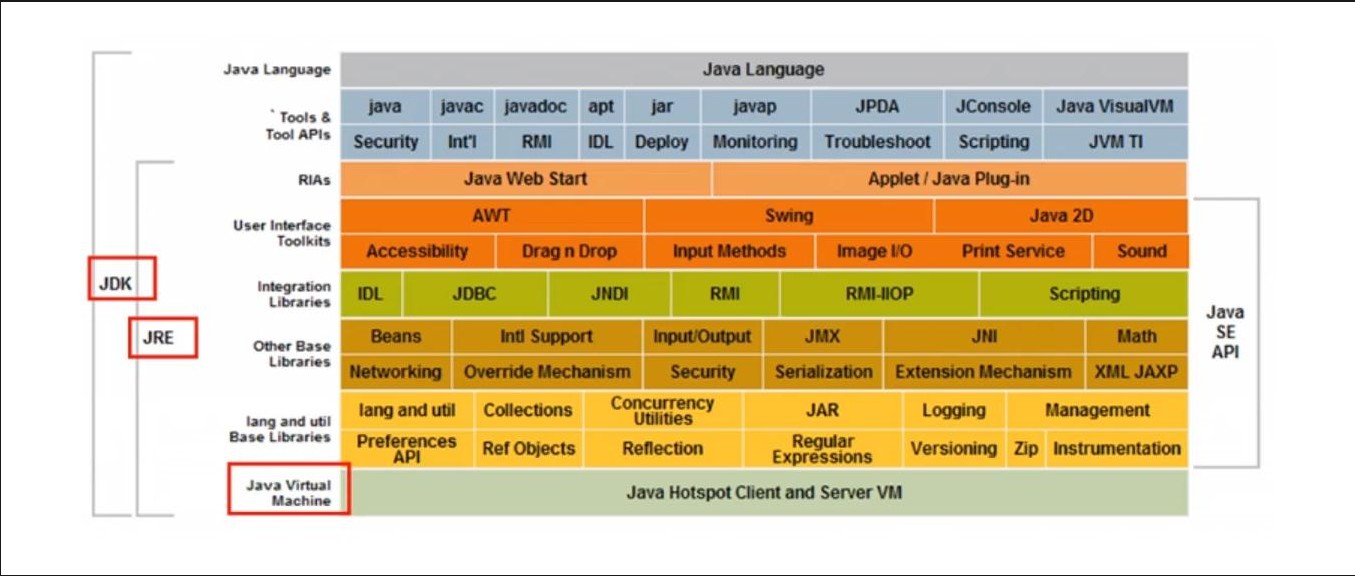 Java Language
Java Language
` Tools &
Tool APIs
java javac javadoc apt jar javap JPDA JConsole Java VisualVM
Security Int'l RMI IDL Deploy Monitoring Troubleshoot Scripting JVM TI
RIAs
Java Web Start Applet / Java Plug-in
User Interface
Toolkits
AWT Swing Java 2D
Accessibility Drag n Drop Input Methods Image I/O Print Service Sound
JDK
Integration
Libraries
IDL JDBC JNDI RMI RMI-IIOP Scripting
JRE
Other Base
Libraries
Beans Intl Support Input/Output JMX JNI Math
Networking Override Mechanism Security Serialization Extension Mechanism XML JAXP
Java
SE
API
lang and util
Base Libraries
lang and util Collections Concurrency
Utilities JAR Logging Management
Preferences
API Ref Objects Reflection Regular
Expressions Versioning Zip Instrumentation
Java Virtual
Machine
Java Hotspot Client and Server VM